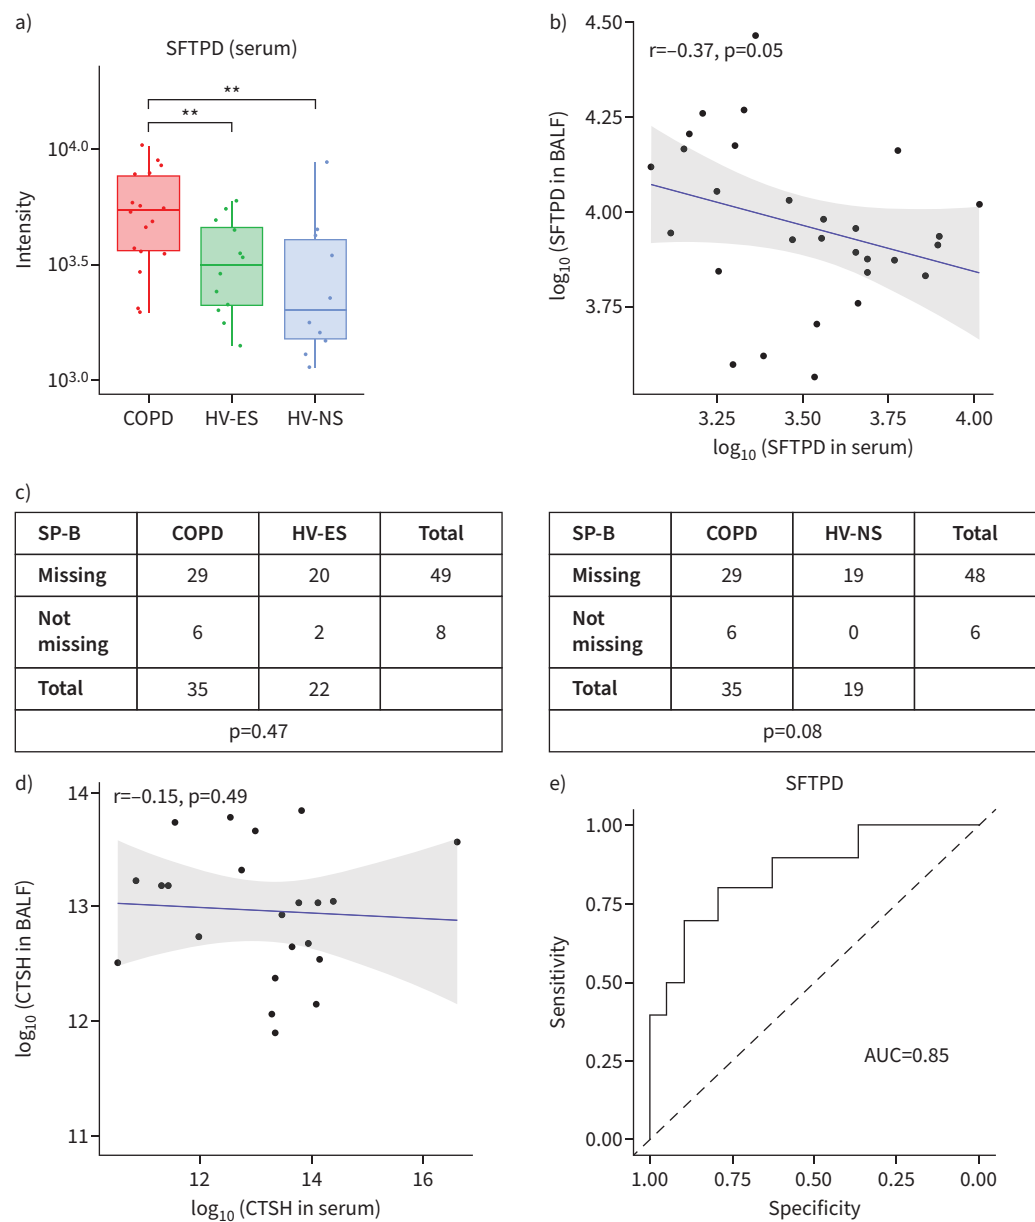 a)
SFTPD (serum)
**
**
Intensity
10⁴·⁰
10³·⁵
10³·⁰
COPD HV-ES HV-NS
b)
r=–0.37, p=0.05
log₁₀ (SFTPD in BALF)
4.50
4.25
4.00
3.75
3.25 3.50 3.75 4.00
log₁₀ (SFTPD in serum)
c)
SP-B COPD HV-ES Total
Missing 29 20 49
Not
missing 6 2 8
Total 35 22
p=0.47
SP-B COPD HV-NS Total
Missing 29 19 48
Not
missing 6 0 6
Total 35 19
p=0.08
d)
r=–0.15, p=0.49
log₁₀ (CTSH in BALF)
14
13
12
11
12 14 16
log₁₀ (CTSH in serum)
e)
SFTPD
Sensitivity
1.00
0.75
0.50
0.25
0.00
AUC=0.85
1.00 0.75 0.50 0.25 0.00
Specificity